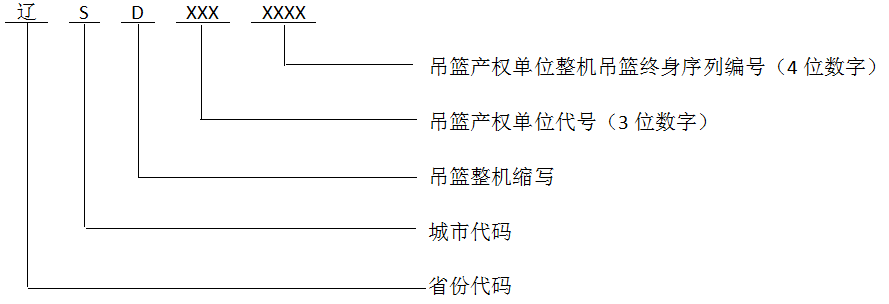 辽 S D XXX XXXX
吊篮产权单位整机吊篮终身序列编号（4 位数字）
吊篮产权单位代号（3 位数字）
吊篮整机缩写
城市代码
省份代码